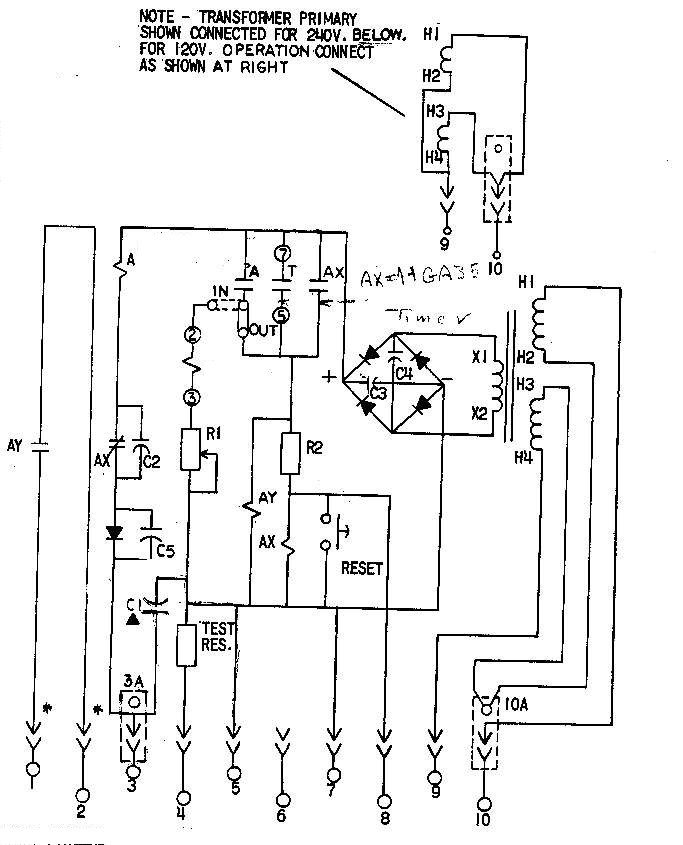 NOTE - TRANSFORMER PRIMARY
SHOWN CONNECTED FOR 240V. BELOW.
FOR 120V. OPERATION CONNECT
AS SHOWN AT RIGHT
H1
H2
H3
H4
9
10
A
7
A
T
AX
AX=14GA35
IN
5
OUT
Timer
2
3
+
-
C4
C3
X1
X2
H1
H2
H3
H4
AY
AX
C2
R1
R2
AY
AX
C5
RESET
C1
TEST
RES.
3A
10A
*
*
2
3
4
5
6
7
8
9
10